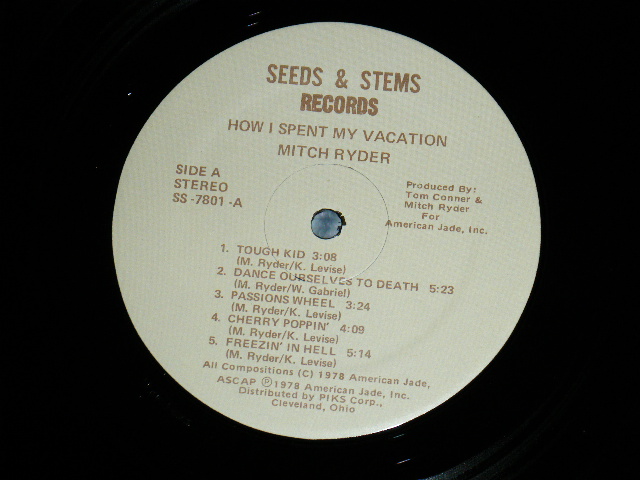 SEEDS & STEMS
RECORDS
HOW I SPENT MY VACATION
MITCH RYDER
SIDE A
STEREO
SS -7801 -A
Produced By:
Tom Conner &
Mitch Ryder
For
American Jade, Inc.
1. TOUGH KID 3:08
(M. Ryder/K. Levise)
2. DANCE OURSELVES TO DEATH 5:23
(M. Ryder/W. Gabriel)
3. PASSIONS WHEEL 3:24
(M. Ryder/K. Levise)
4. CHERRY POPPIN' 4:09
(M. Ryder/K. Levise)
5. FREEZIN' IN HELL 5:14
(M. Ryder/K. Levise)
All Compositions (C) 1978 American Jade,
ASCAP Ⓟ1978 American Jade, Inc.
Distributed by PIKS Corp.,
Cleveland, Ohio